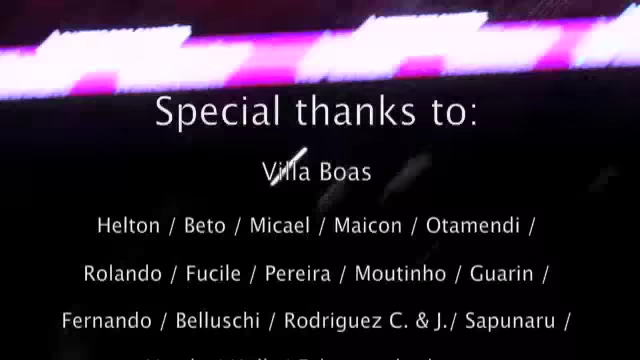 Special thanks to:
Villa Boas
Helton / Beto / Micael / Maicon / Otamendi /
Rolando / Fucile / Pereira / Moutinho / Guarin /
Fernando / Belluschi / Rodriguez C. & J./ Sapunaru /